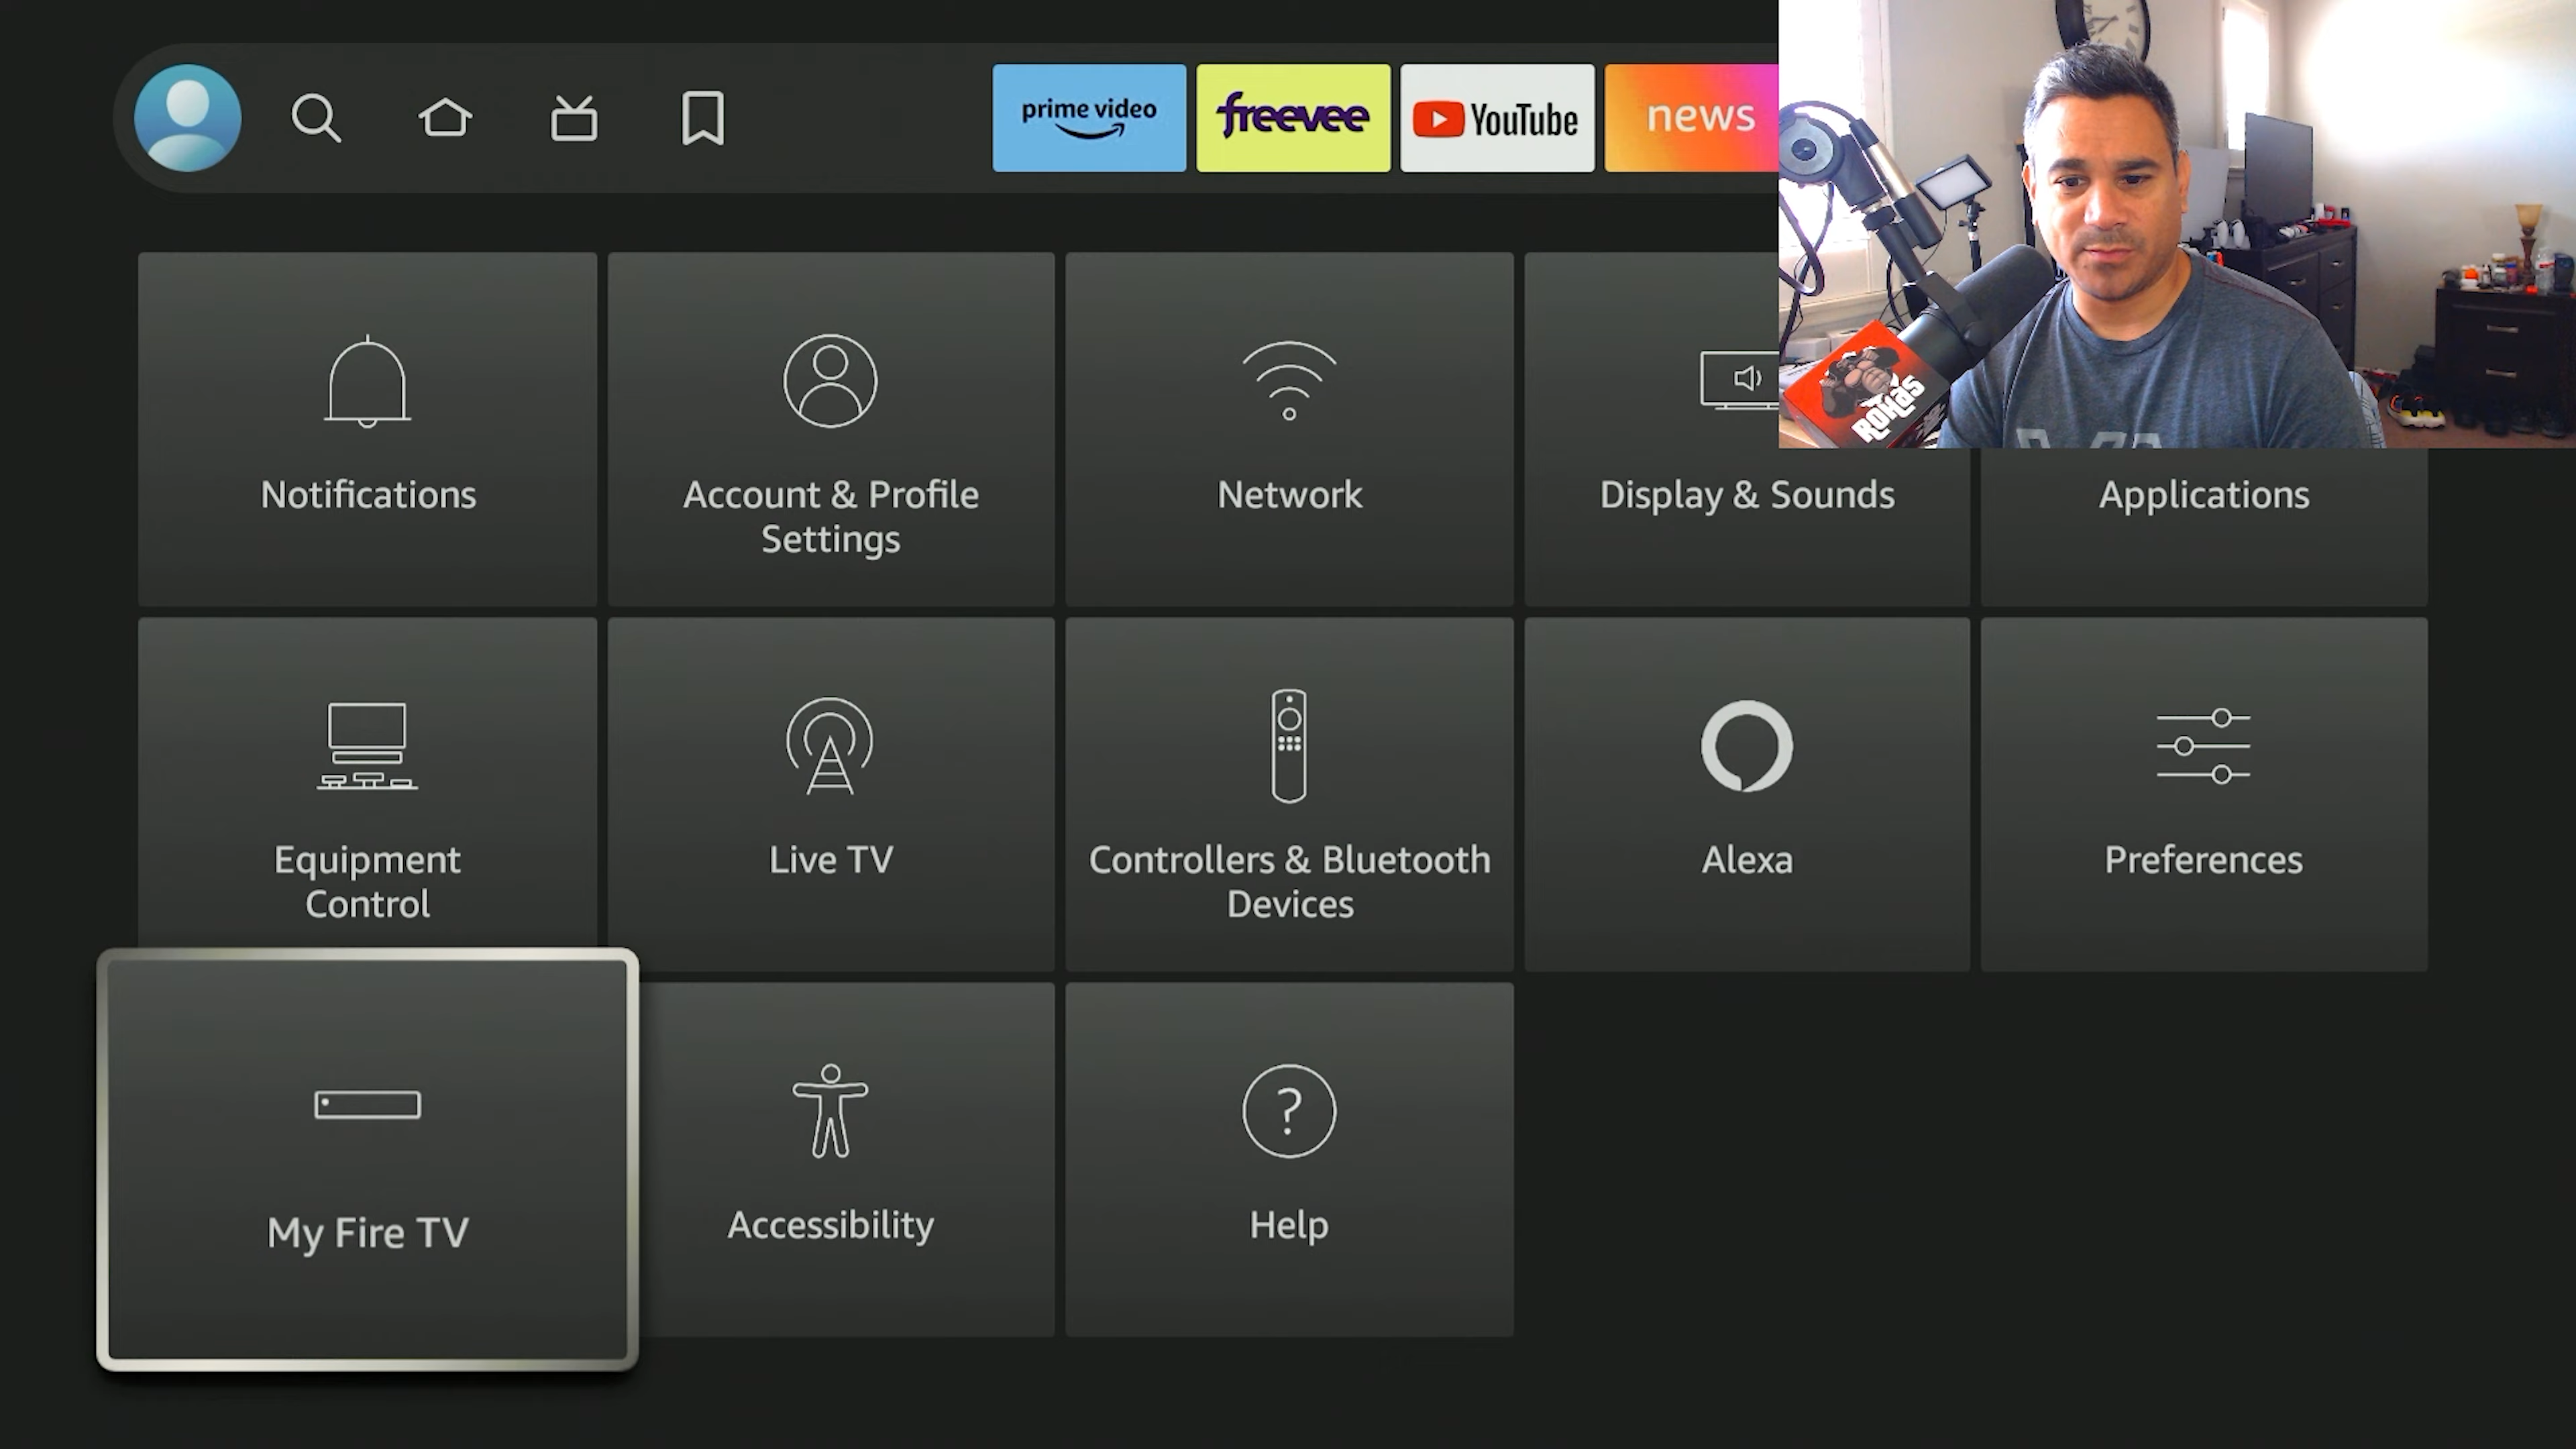 prime video
freevee
YouTube
news
ROKAS
Notifications
Account & Profile
Settings
Network
Display & Sounds
Applications
Equipment
Control
Live TV
Controllers & Bluetooth
Devices
Alexa
Preferences
My Fire TV
Accessibility
?
Help